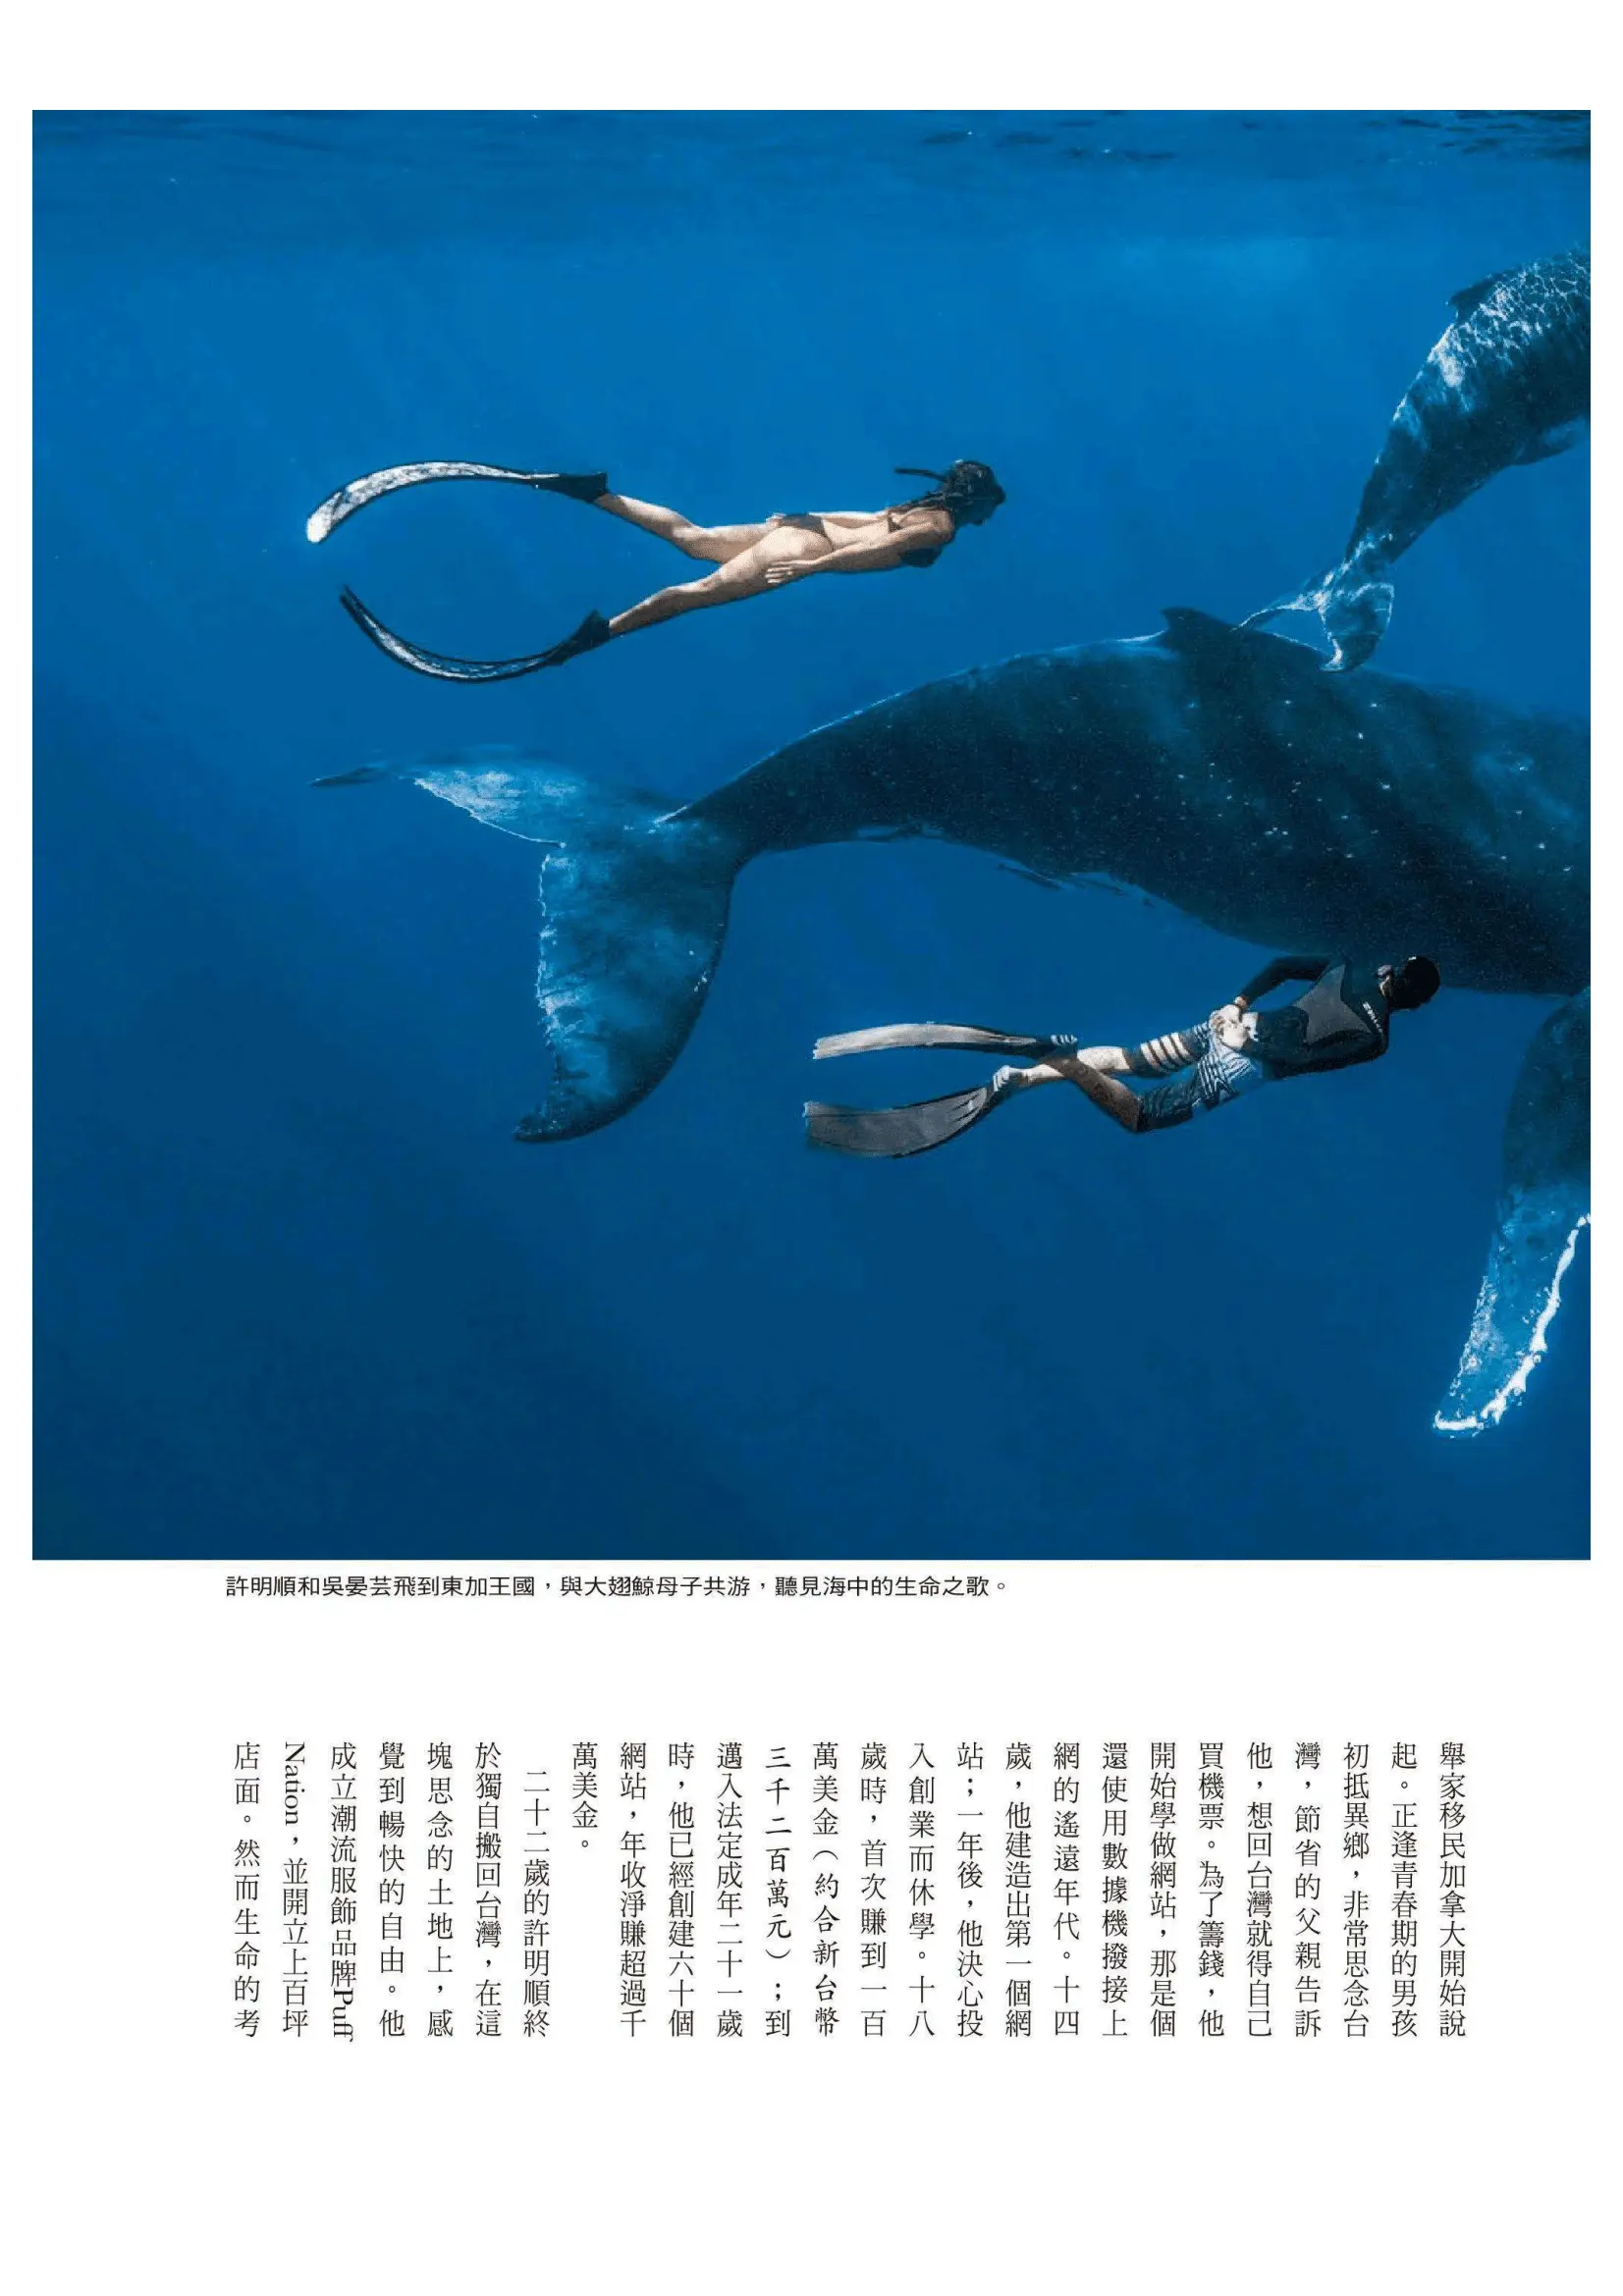 許明順和吳晏芸飛到東加王國，與大翅鯨母子共游，聽見海中的生命之歌。
舉家移民加拿大開始說
起。正逢青春期的男孩
初抵異鄉，非常思念台
灣，節省的父親告訴
他，想回台灣就得自己
買機票。為了籌錢，他
開始學做網站，那是個
還使用數據機撥接上
網的遙遠年代。十四
歲，他建造出第一個網
站；一年後，他決心投
入創業而休學。十八
歲時，首次賺到一百
萬美金（約合新台幣
三千二百萬元）；到
邁入法定成年二十一歲
時，他已經創建六十個
網站，年收淨賺超過千
萬美金。
二十二歲的許明順終
於獨自搬回台灣，在這
塊思念的土地上，感
覺到暢快的自由。他
成立潮流服飾品牌Puff
Nation，並開立上百坪
店面。然而生命的考